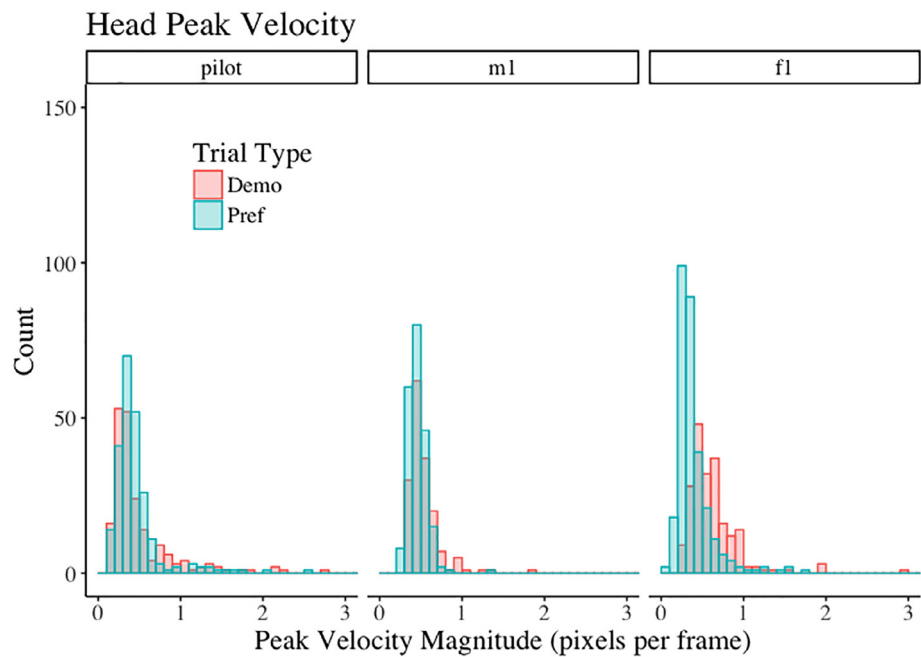 Head Peak Velocity
pilot m1 f1
150
Trial Type
Demo
Pref
100
Count
50
0
0 1 2 3 0 1 2 3 0 1 2 3
Peak Velocity Magnitude (pixels per frame)